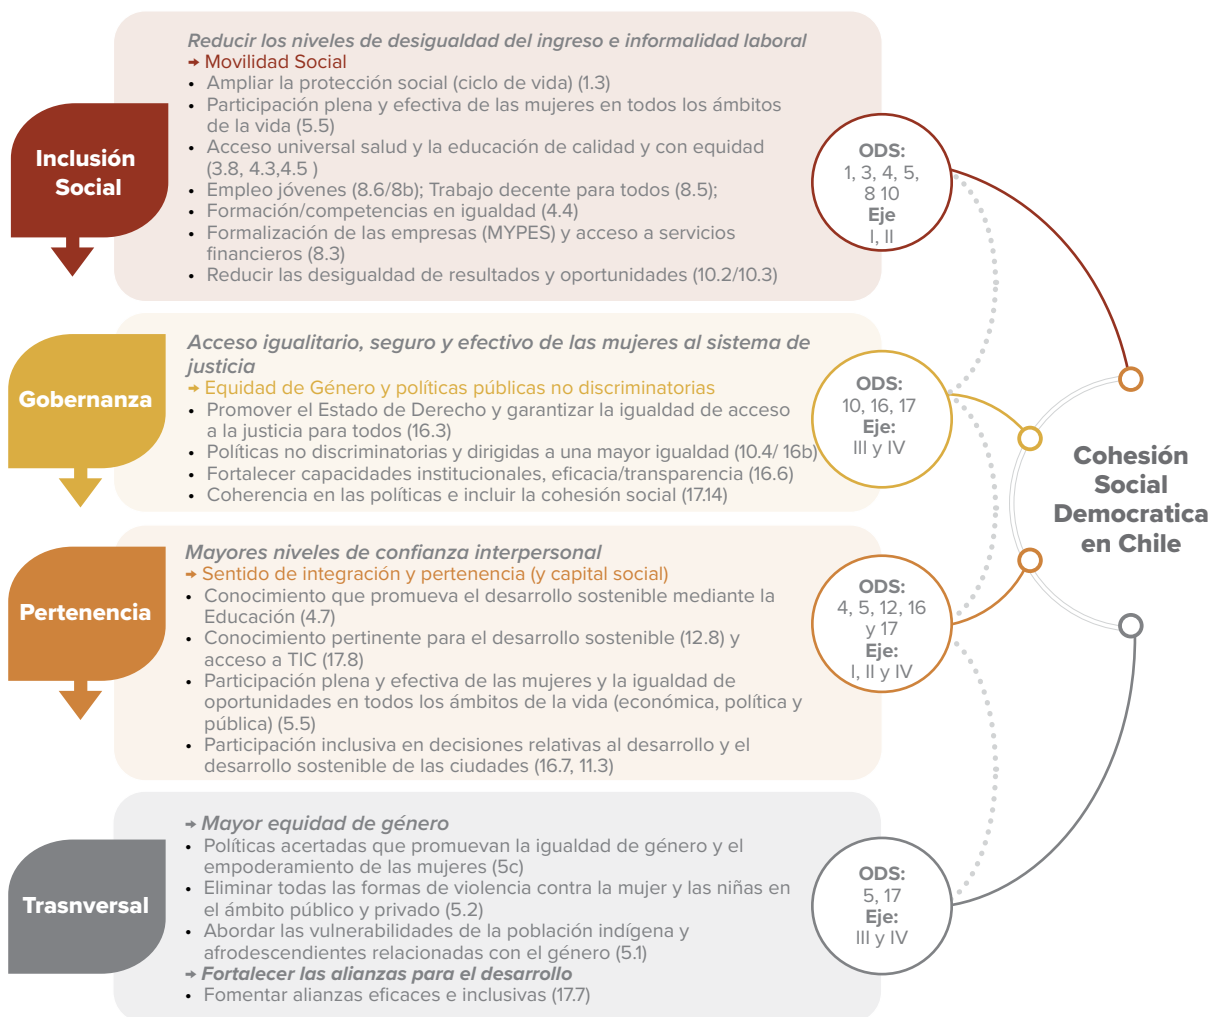 Reducir los niveles de desigualdad del ingreso e informalidad laboral
→ Movilidad Social
• Ampliar la protección social (ciclo de vida) (1.3)
• Participación plena y efectiva de las mujeres en todos los ámbitos
de la vida (5.5)
• Acceso universal salud y la educación de calidad y con equidad
(3.8, 4.3,4.5 )
• Empleo jóvenes (8.6/8b); Trabajo decente para todos (8.5);
• Formación/competencias en igualdad (4.4)
• Formalización de las empresas (MYPES) y acceso a servicios
financieros (8.3)
• Reducir las desigualdad de resultados y oportunidades (10.2/10.3)
Inclusión
Social
ODS:
1, 3, 4, 5,
8 10
Eje
I, II
Acceso igualitario, seguro y efectivo de las mujeres al sistema de
justicia
→ Equidad de Género y políticas públicas no discriminatorias
• Promover el Estado de Derecho y garantizar la igualdad de acceso
a la justicia para todos (16.3)
• Políticas no discriminatorias y dirigidas a una mayor igualdad (10.4/ 16b)
• Fortalecer capacidades institucionales, eficacia/transparencia (16.6)
• Coherencia en las políticas e incluir la cohesión social (17.14)
Gobernanza
ODS:
10, 16, 17
Eje:
III y IV
Cohesión
Social
Democratica
en Chile
Mayores niveles de confianza interpersonal
→ Sentido de integración y pertenencia (y capital social)
• Conocimiento que promueva el desarrollo sostenible mediante la
Educación (4.7)
• Conocimiento pertinente para el desarrollo sostenible (12.8) y
acceso a TIC (17.8)
• Participación plena y efectiva de las mujeres y la igualdad de
oportunidades en todos los ámbitos de la vida (económica, política y
pública) (5.5)
• Participación inclusiva en decisiones relativas al desarrollo y el
desarrollo sostenible de las ciudades (16.7, 11.3)
Pertenencia
ODS:
4, 5, 12, 16
y 17
Eje:
I, II y IV
→ Mayor equidad de género
• Políticas acertadas que promuevan la igualdad de género y el
empoderamiento de las mujeres (5c)
• Eliminar todas las formas de violencia contra la mujer y las niñas en
el ámbito público y privado (5.2)
• Abordar las vulnerabilidades de la población indígena y
afrodescendientes relacionadas con el género (5.1)
→ Fortalecer las alianzas para el desarrollo
• Fomentar alianzas eficaces e inclusivas (17.7)
Trasnversal
ODS:
5, 17
Eje:
III y IV